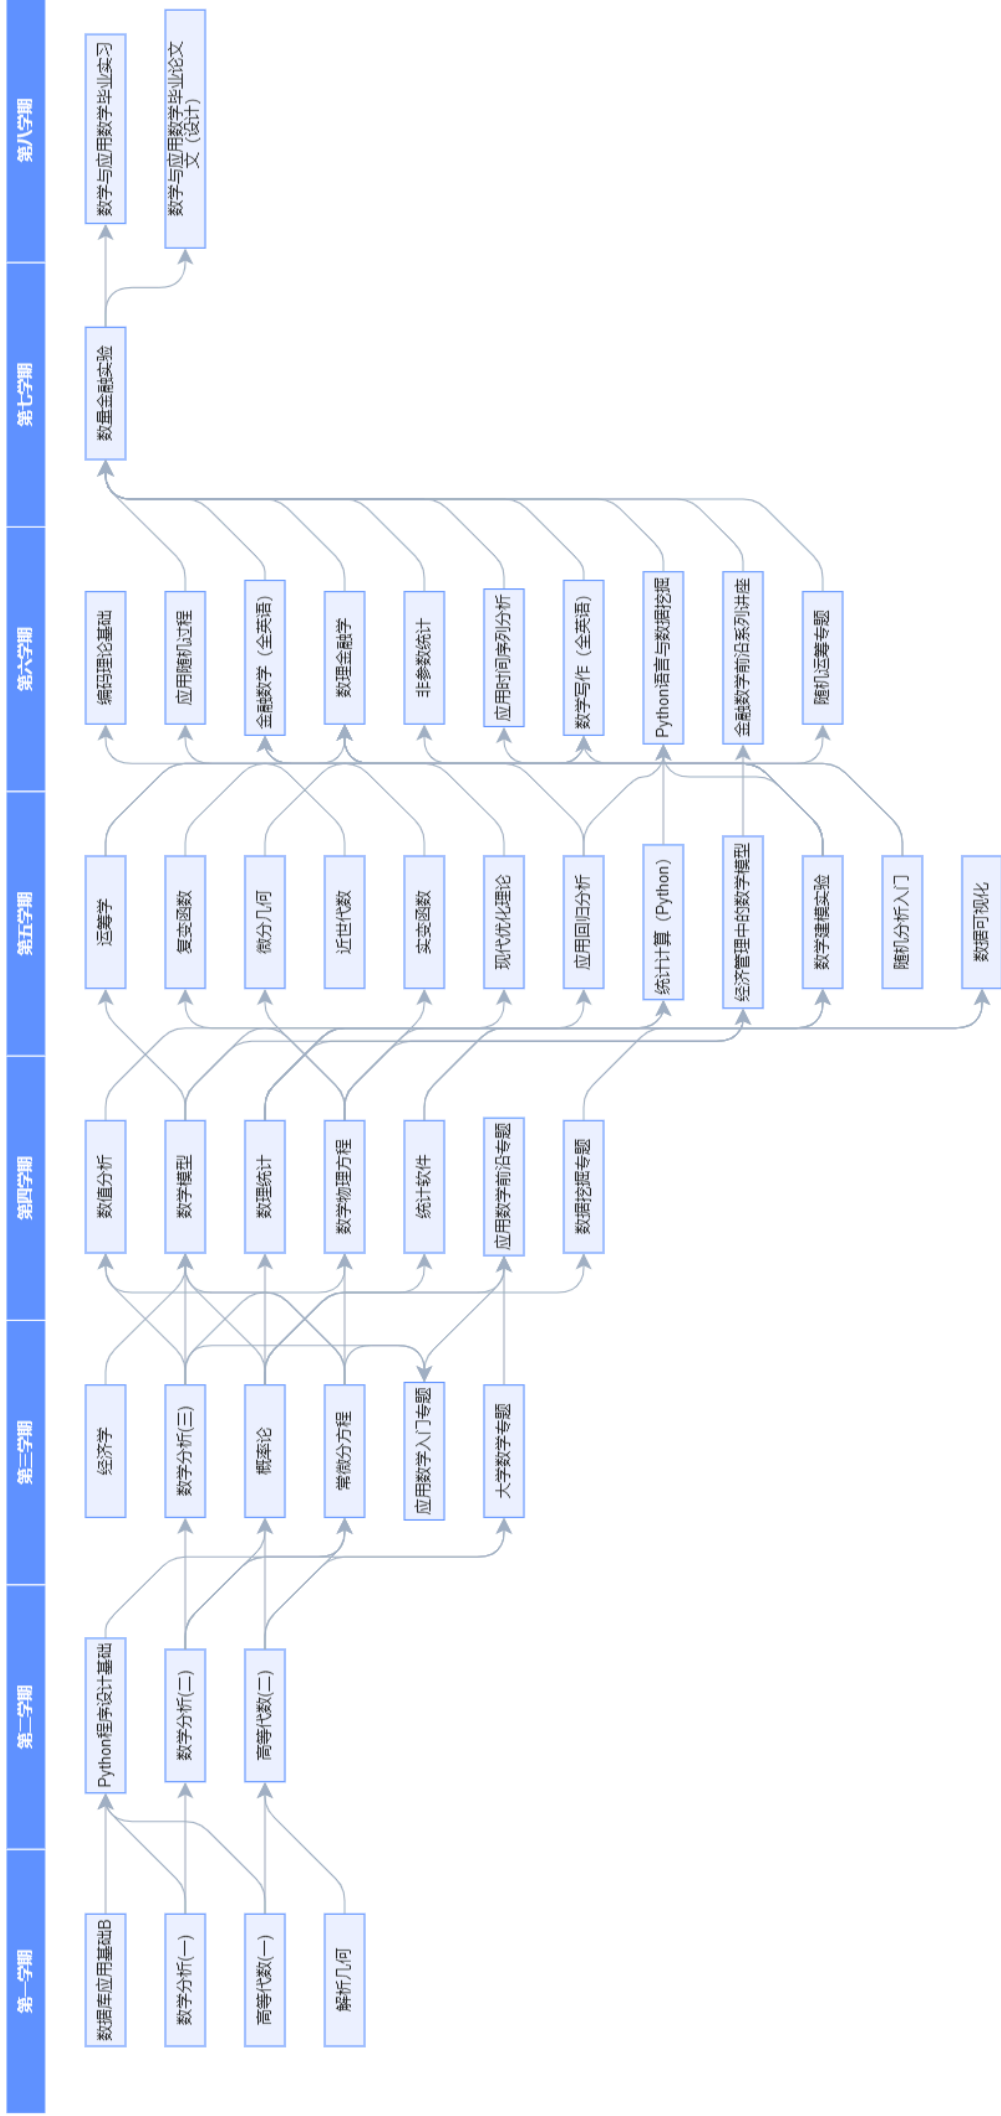 第一学期
数据库应用基础B
数学分析(一)
高等代数(一)
解析几何
第二学期
Python程序设计基础
数学分析(二)
高等代数(二)
第三学期
经济学
数学分析(三)
概率论
常微分方程
应用数学入门专题
大学数学专题
第四学期
数值分析
数学模型
数理统计
数学物理方程
统计软件
应用数学前沿专题
数据挖掘专题
第五学期
运筹学
复变函数
微分几何
近世代数
实变函数
现代优化理论
应用回归分析
统计计算（Python）
经济管理中的数学模型
数学建模实验
随机分析入门
数据可视化
第六学期
编码理论基础
应用随机过程
金融数学（全英语）
数理金融学
非参数统计
应用时间序列分析
数学写作（全英语）
Python语言与数据挖掘
金融数学前沿系列讲座
随机运筹专题
第七学期
数量金融实验
第八学期
数学与应用数学毕业实习
数学与应用数学毕业论文
文（设计）